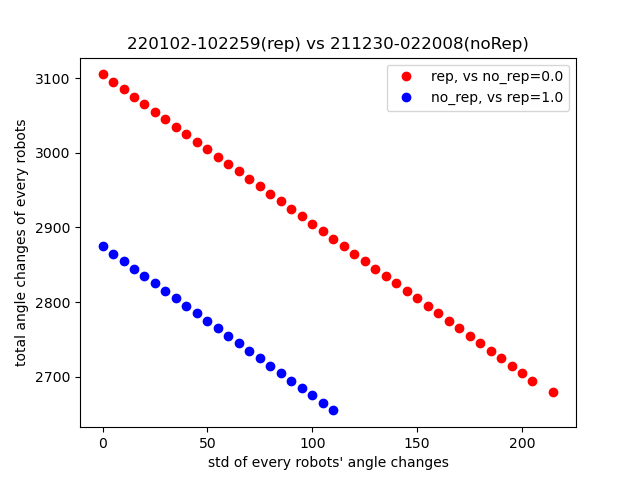 220102-102259(rep) vs 211230-022008(noRep)
rep, vs no_rep=0.0
no_rep, vs rep=1.0
total angle changes of every robots
3100
3000
2900
2800
2700
0 50 100 150 200
std of every robots' angle changes